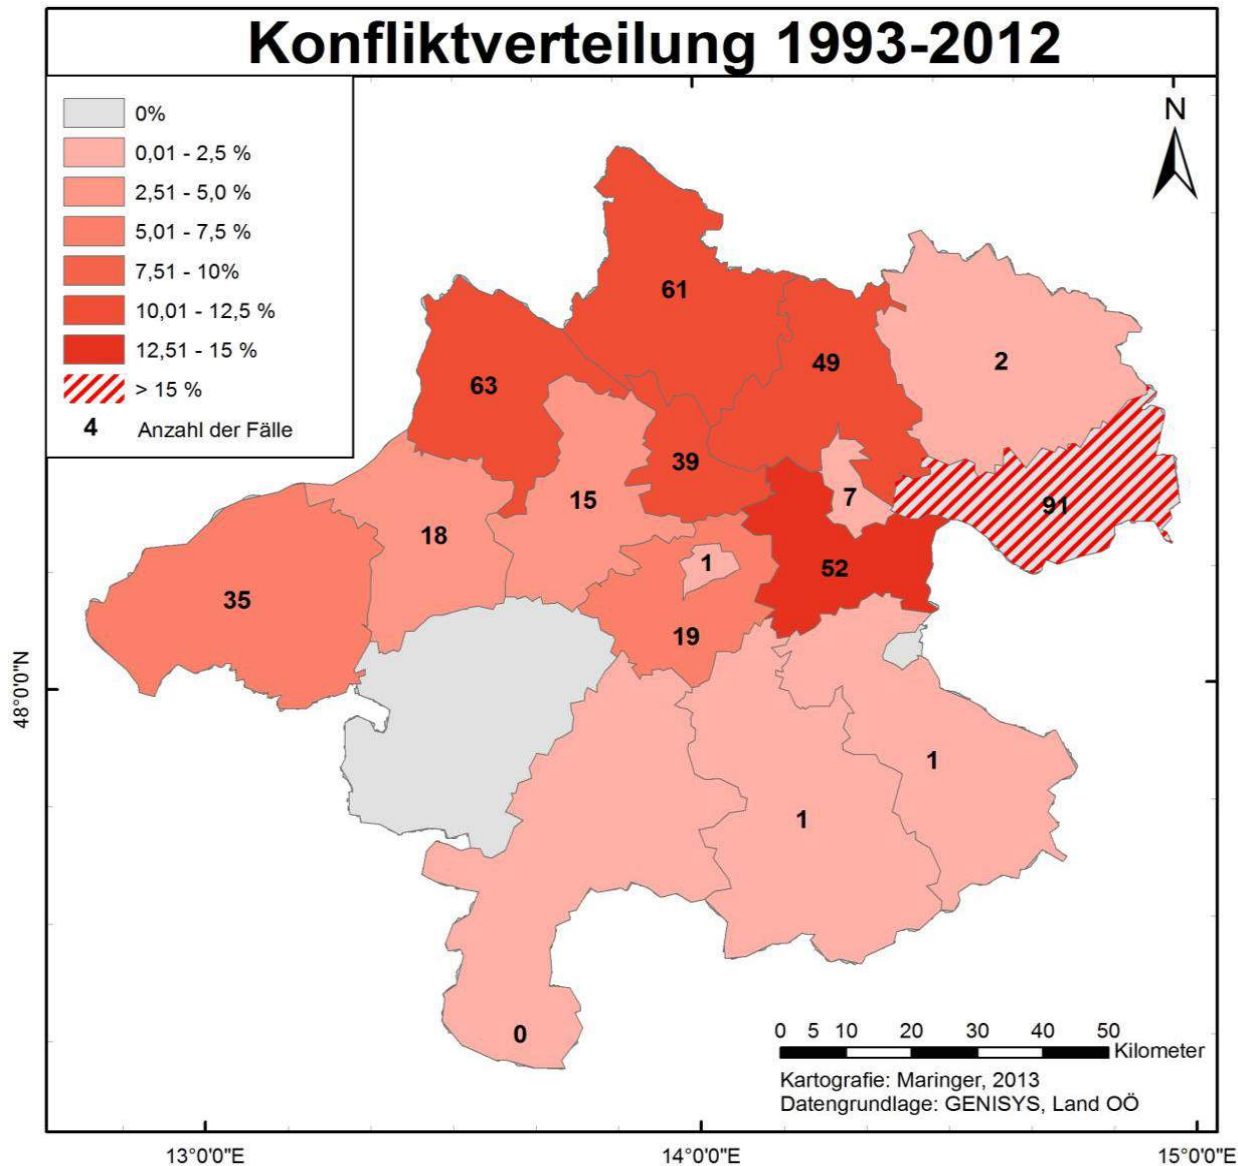 Konfliktverteilung 1993-2012
0%
0,01 - 2,5 %
2,51 - 5,0 %
5,01 - 7,5 %
7,51 - 10%
10,01 - 12,5 %
12,51 - 15 %
> 15 %
4 Anzahl der Fälle
N
61
49
2
63
39
15
7
91
18
1
52
35
19
1
1
0
48°0'0"N
0 5 10 20 30 40 50
Kilometer
Kartografie: Maringer, 2013
Datengrundlage: GENISYS, Land OÖ
13°0'0"E 14°0'0"E 15°0'0"E